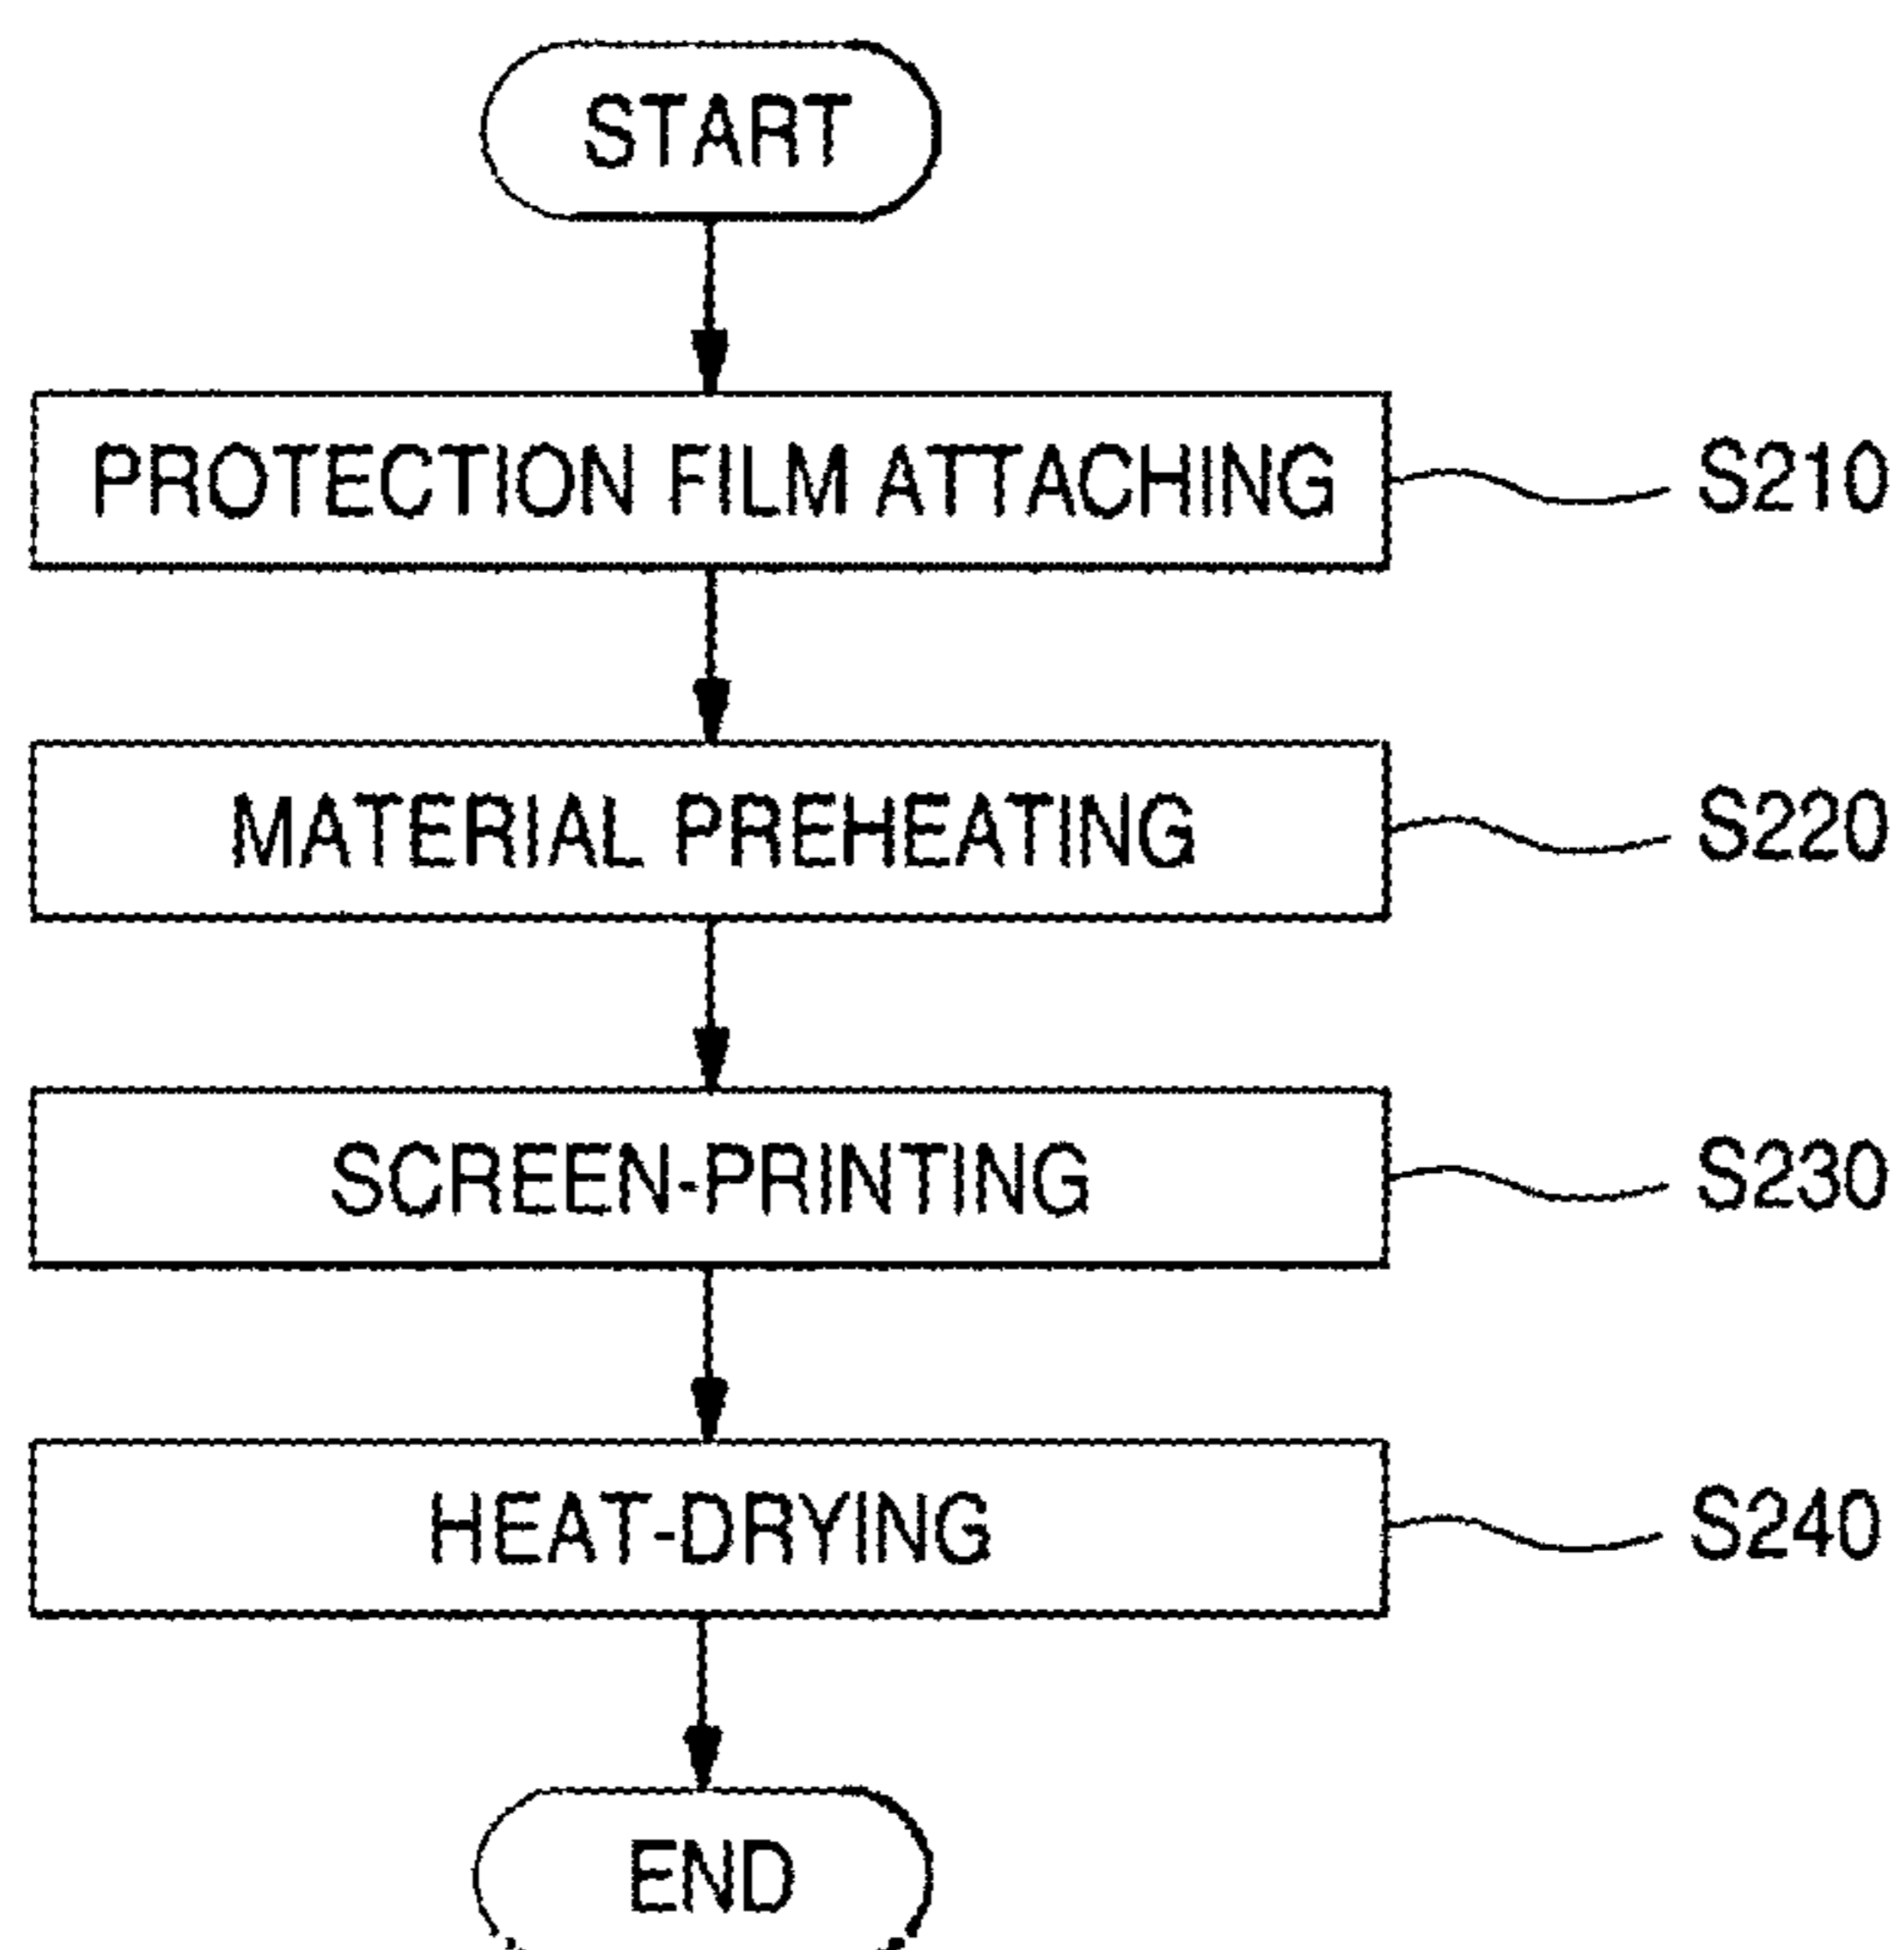 START
PROTECTION FILM ATTACHING S210
MATERIAL PREHEATING S220
SCREEN-PRINTING S230
HEAT-DRYING S240
END